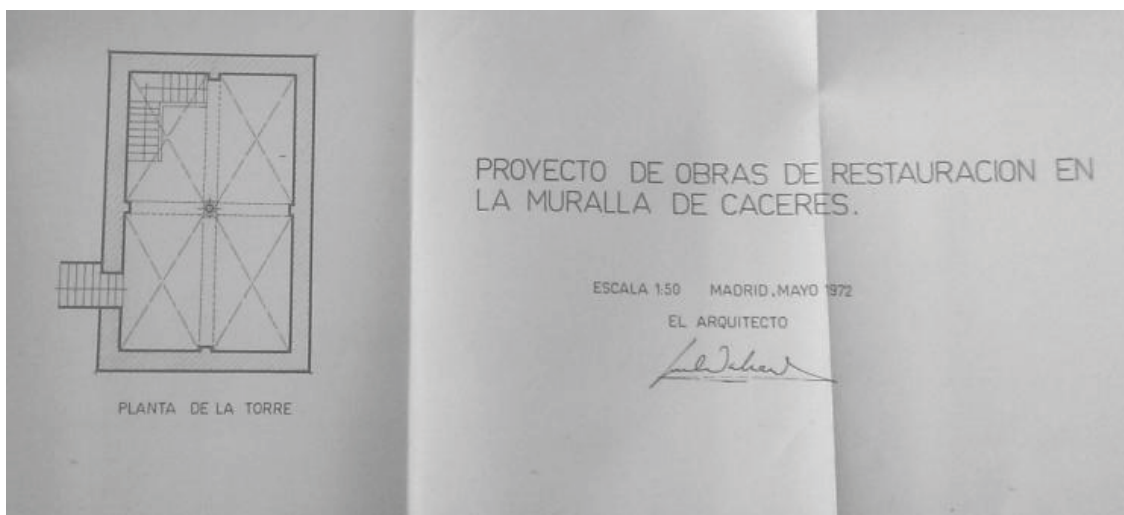 PLANTA DE LA TORRE
PROYECTO DE OBRAS DE RESTAURACION EN
LA MURALLA DE CACERES.
ESCALA 1:50 MADRID, MAYO 1972
EL ARQUITECTO